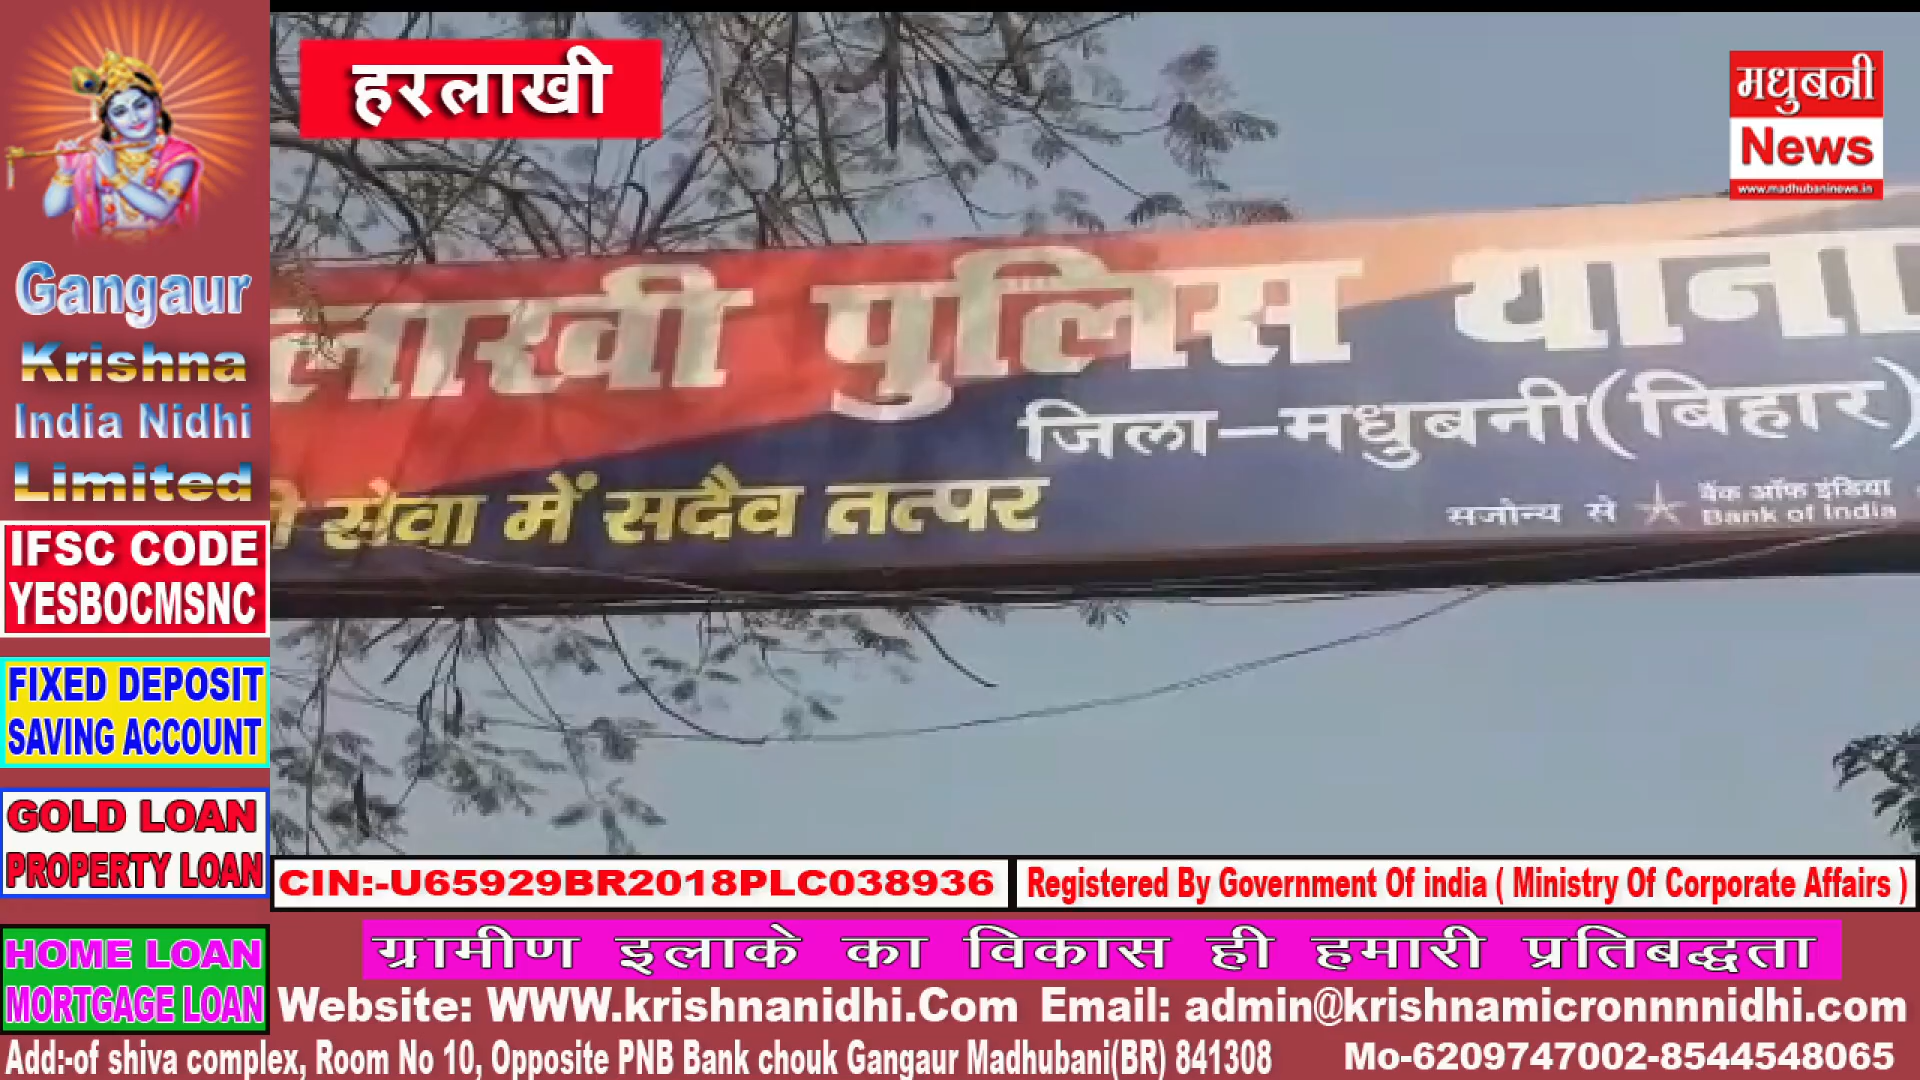 हरलाखी
मधुबनी
News
www.madhubaninews.in
लाखी पुलिस थाना
जिला-मधुबनी (बिहार)
सेवा में सदैव तत्पर
सजोन्य से
बैंक ऑफ इंडिया
Bank of India
Gangaur
Krishna
India Nidhi
Limited
IFSC CODE
YESBOCMSNC
FIXED DEPOSIT
SAVING ACCOUNT
GOLD LOAN
PROPERTY LOAN
HOME LOAN
MORTGAGE LOAN
CIN:-U65929BR2018PLC038936
Registered By Government Of india ( Ministry Of Corporate Affairs )
ग्रामीण इलाके का विकास ही हमारी प्रतिबद्धता
Website: WWW.krishnanidhi.Com Email: admin@krishnamicronnnnidhi.com
Add:-of shiva complex, Room No 10, Opposite PNB Bank chouk Gangaur Madhubani(BR) 841308
Mo-6209747002-8544548065